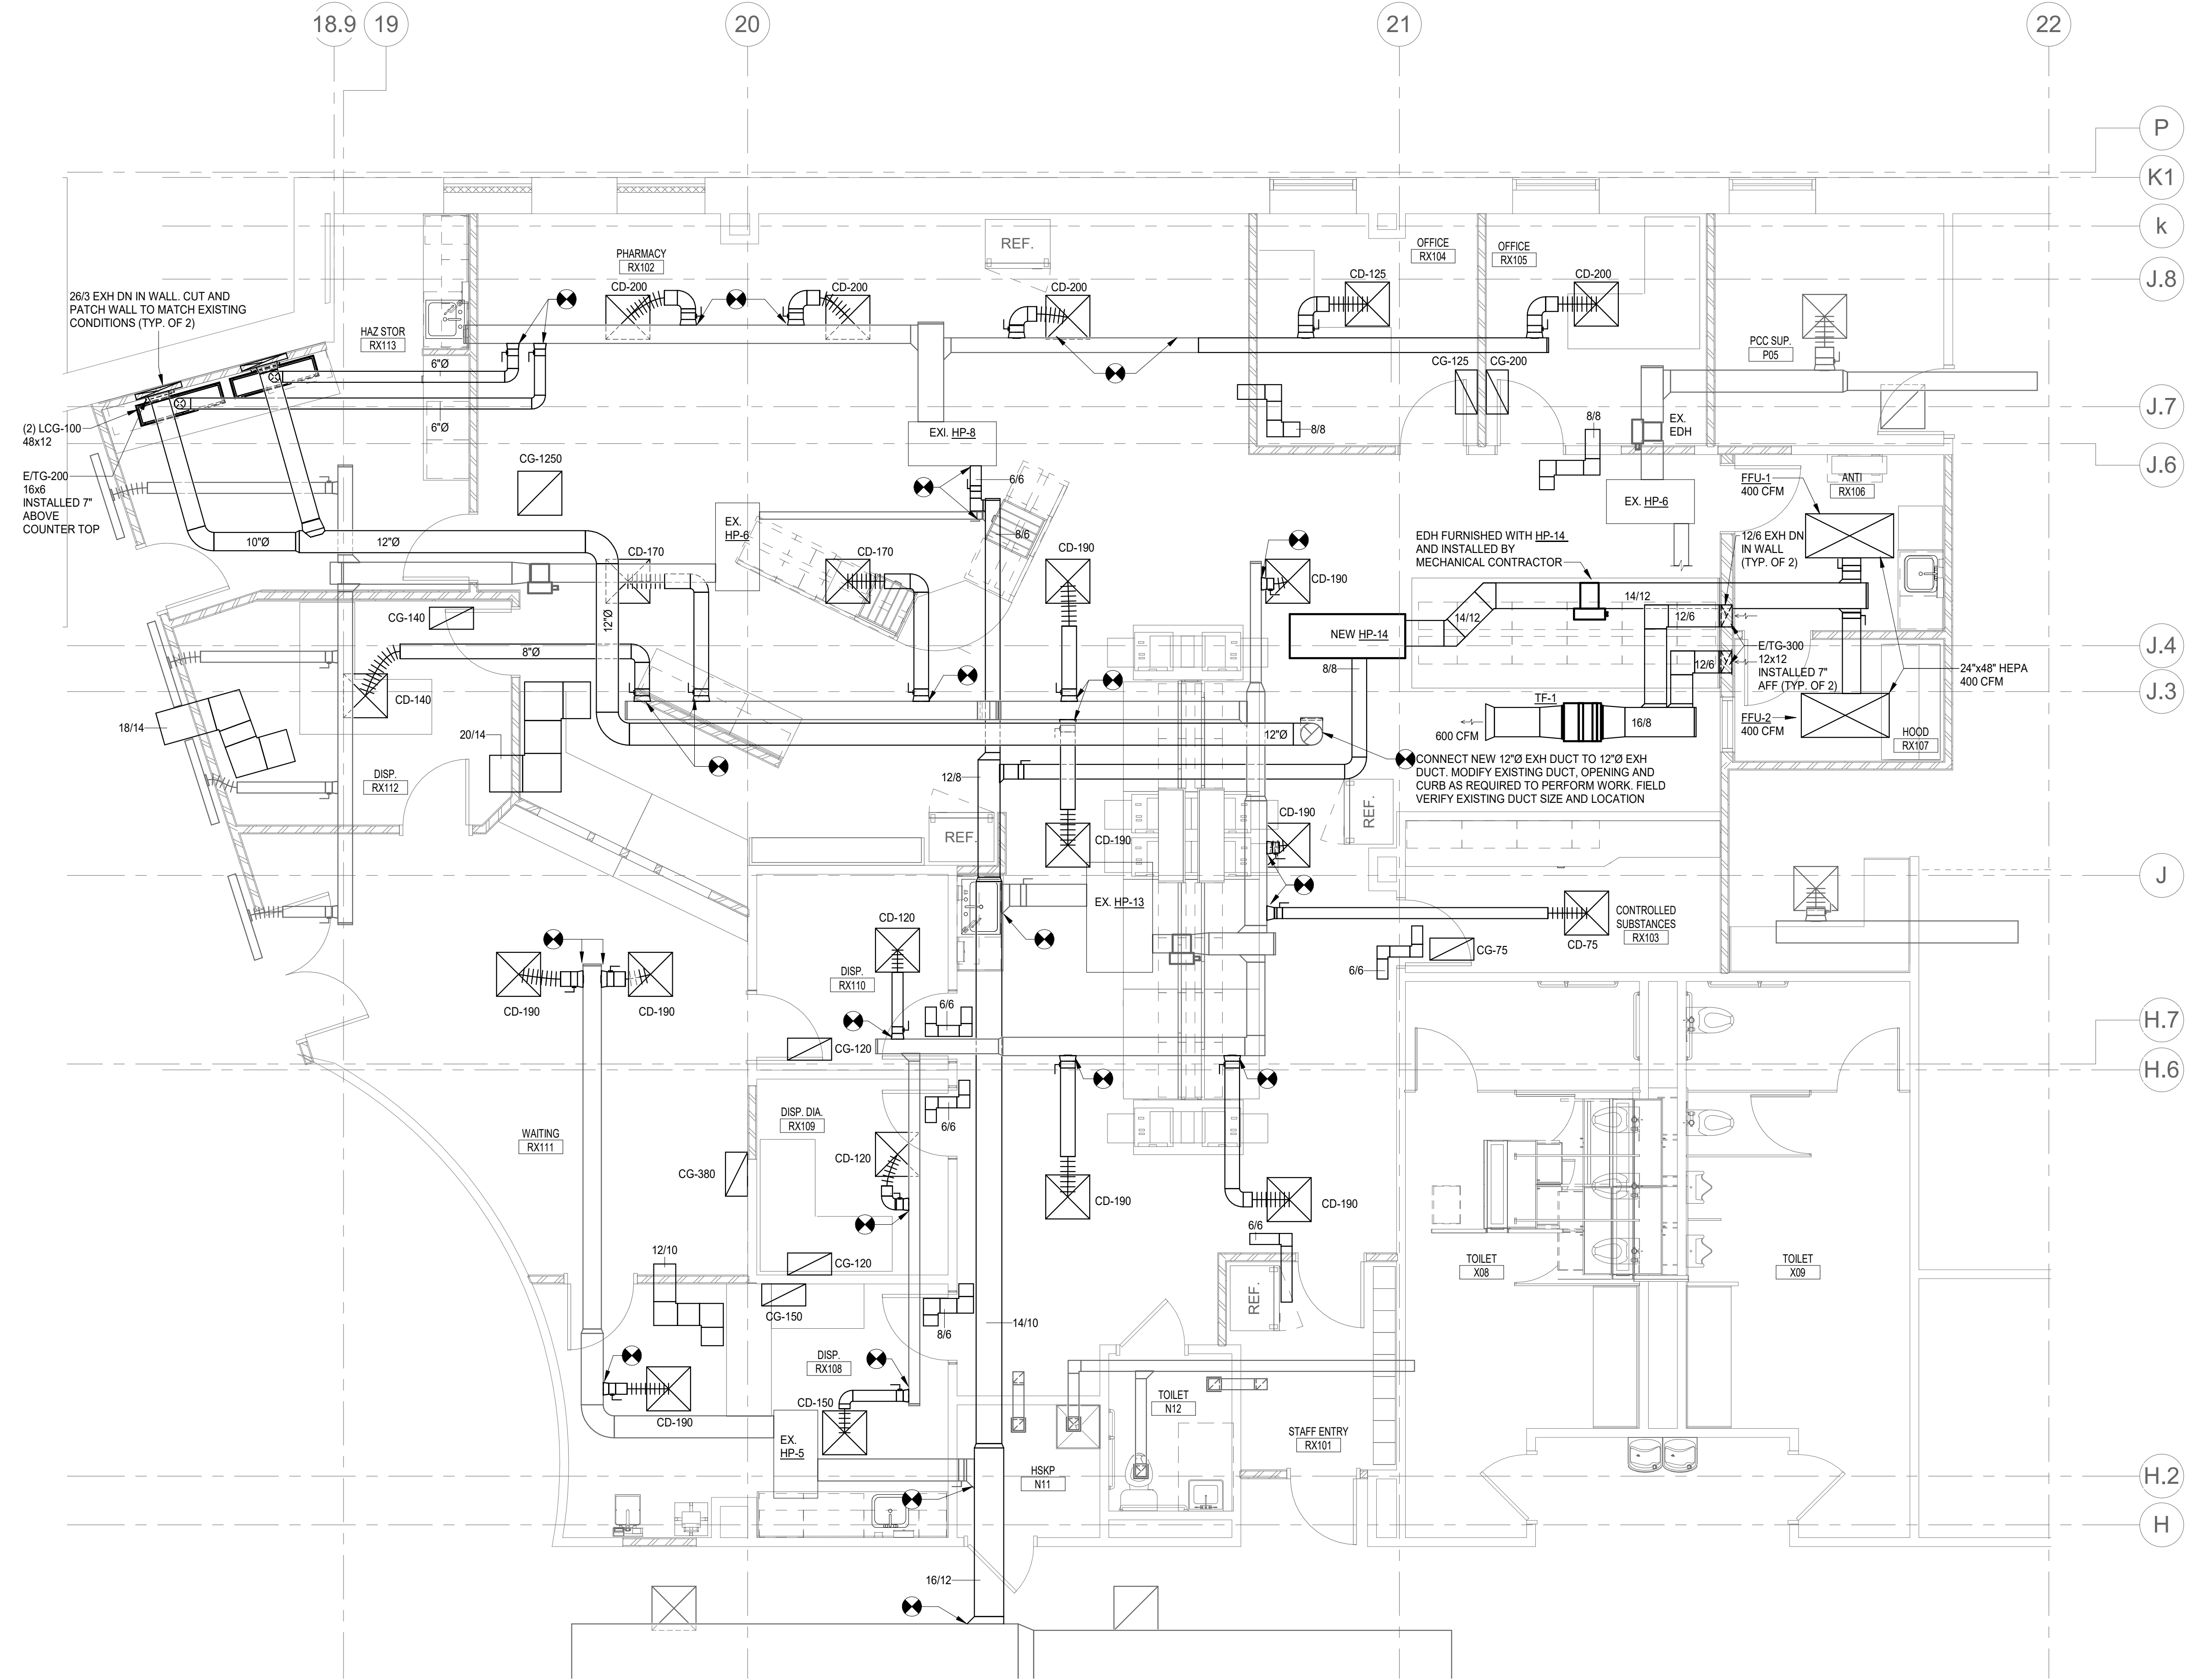 18.9
19
20
21
22
P
K1
k
J.8
J.7
J.6
J.4
J.3
J
H.7
H.6
H.2
H
26/3 EXH DN IN WALL. CUT AND
PATCH WALL TO MATCH EXISTING
CONDITIONS (TYP. OF 2)
HAZ STOR
RX113
PHARMACY
RX102
CD-200
CD-200
REF.
CD-200
OFFICE
RX104
CD-125
OFFICE
RX105
CD-200
PCC SUP.
P05
6"Ø
6"Ø
CG-125
CG-200
8/8
8/8
EX.
EDH
(2) LCG-100
48x12
E/TG-200
16x6
INSTALLED 7"
ABOVE
COUNTER TOP
CG-1250
EXI. HP-8
6/6
8/6
EX.
HP-6
EX. HP-6
FFU-1
400 CFM
ANTI
RX106
10"Ø
12"Ø
12"Ø
CD-170
CD-170
CD-190
CD-190
EDH FURNISHED WITH HP-14
AND INSTALLED BY
MECHANICAL CONTRACTOR
12/6 EXH DN
IN WALL
(TYP. OF 2)
14/12
14/12
12/6
12/6
NEW HP-14
8/8
E/TG-300
12x12
INSTALLED 7"
AFF (TYP. OF 2)
24"x48" HEPA
400 CFM
CG-140
8"Ø
CD-140
TF-1
16/8
600 CFM
FFU-2
400 CFM
HOOD
RX107
18/14
20/14
12"Ø
CONNECT NEW 12"Ø EXH DUCT TO 12"Ø EXH
DUCT. MODIFY EXISTING DUCT, OPENING AND
CURB AS REQUIRED TO PERFORM WORK. FIELD
VERIFY EXISTING DUCT SIZE AND LOCATION
DISP.
RX112
12/8
REF.
REF.
CD-190
CD-190
EX. HP-13
CONTROLLED
SUBSTANCES
RX103
CD-75
CG-75
6/6
CD-120
DISP.
RX110
CD-190
CD-190
6/6
CG-120
WAITING
RX111
DISP. DIA.
RX109
6/6
CD-120
CG-380
CD-190
CD-190
6/6
12/10
CG-120
CG-150
8/6
14/10
REF.
TOILET
X08
TOILET
X09
DISP.
RX108
CD-150
CD-190
EX.
HP-5
TOILET
N12
STAFF ENTRY
RX101
HSKP
N11
16/12